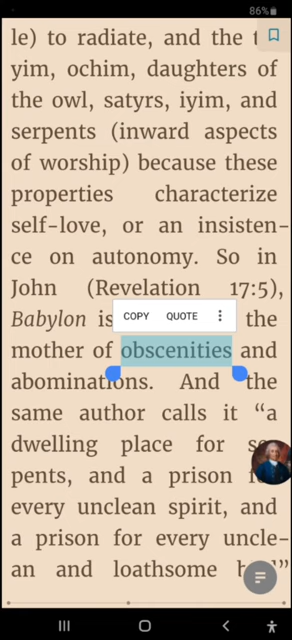 86%
le) to radiate, and the
yim, ochim, daughters of
the owl, satyrs, iyim, and
serpents (inward aspects
of worship) because these
properties characterize
self-love, or an insisten-
ce on autonomy. So in
John (Revelation 17:5),
Babylon is the
COPY QUOTE
mother of obscenities and
abominations. And the
same author calls it “a
dwelling place for
pents, and a prison
every unclean spirit, and
a prison for every uncle-
an and loathsome